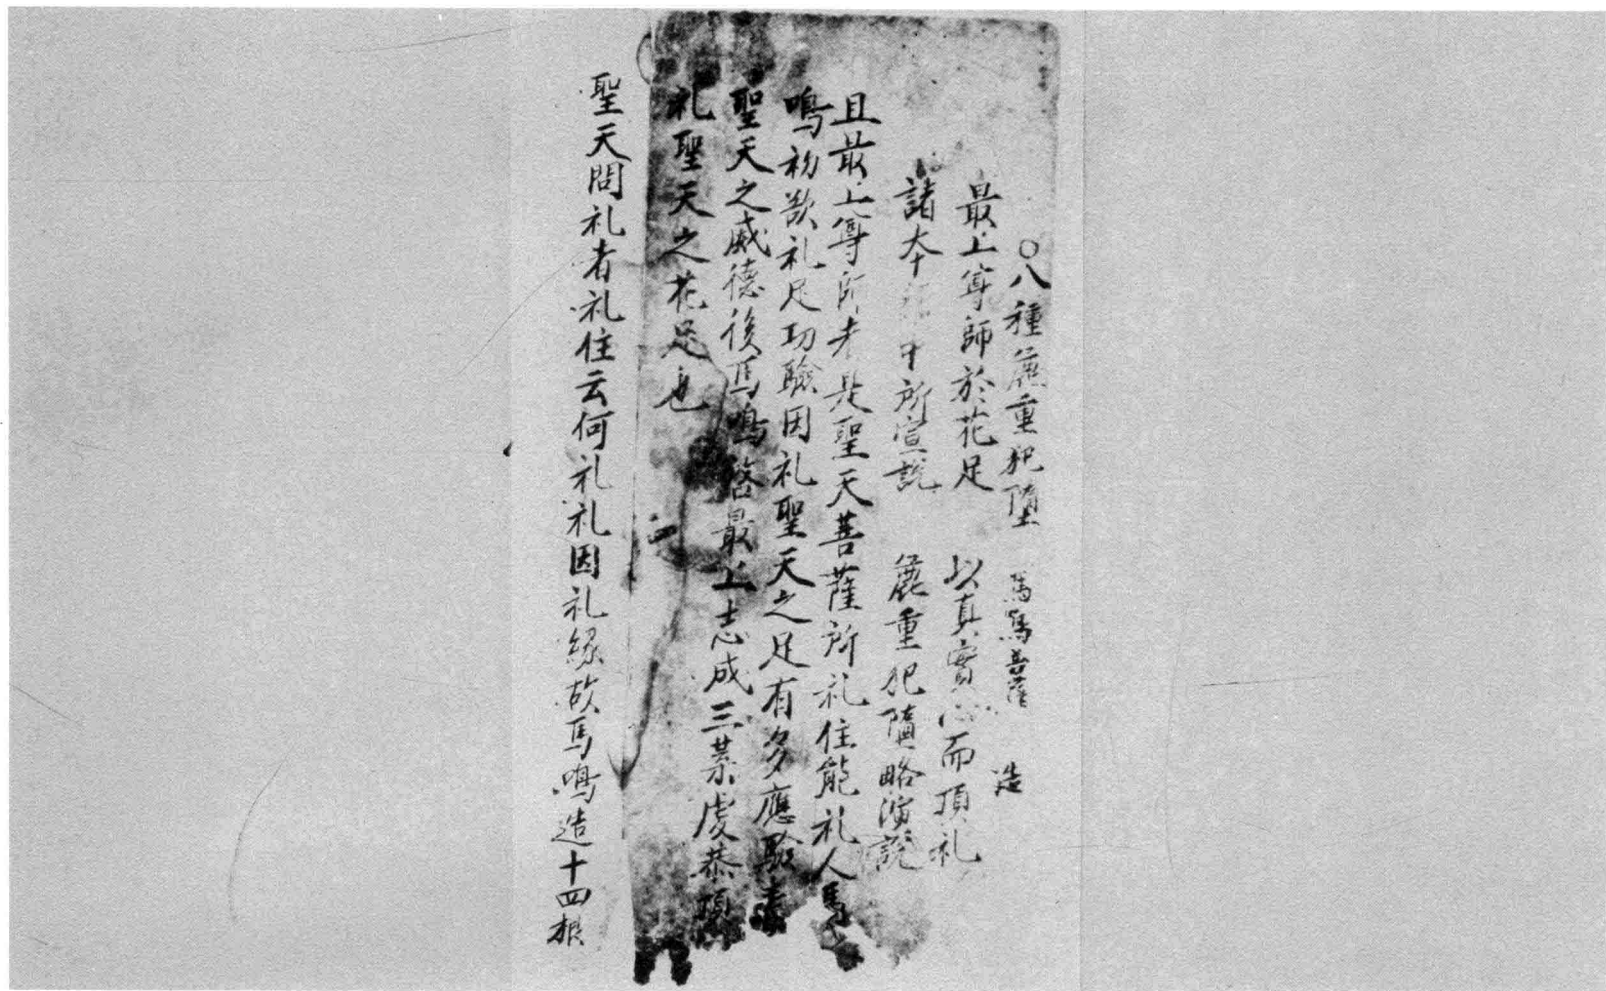 〇八種麁重犯墮 馬鳴菩薩 造
最上尊師於花足 以真實心而頂礼
諸本 中所宣說 麁重犯墮略演說
且最上尊師者是聖天菩薩所礼住能礼人馬
鳴初欲礼足功驗因礼聖天之足有多應驗
聖天之威德後馬鳴啓最上志成三業虔恭頂
礼聖天之花足也
聖天問礼者礼住云何礼礼因礼緣故馬鳴造十四根